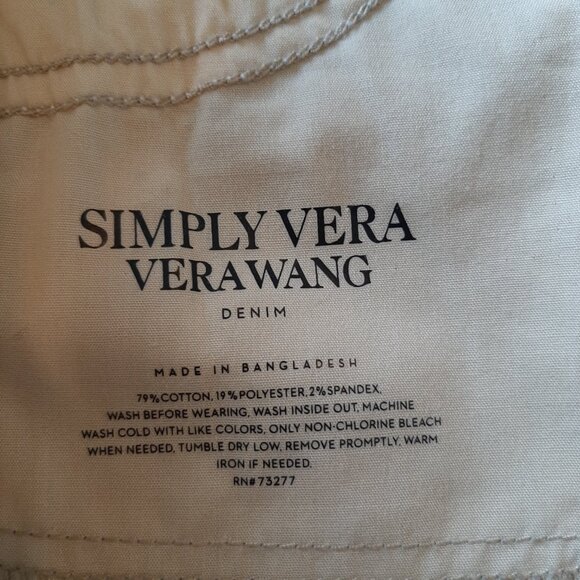 SIMPLY VERA
VERA WANG
DENIM
MADE IN BANGLADESH
79% COTTON, 19% POLYESTER, 2% SPANDEX,
WASH BEFORE WEARING, WASH INSIDE OUT, MACHINE
WASH COLD WITH LIKE COLORS, ONLY NON-CHLORINE BLEACH
WHEN NEEDED, TUMBLE DRY LOW, REMOVE PROMPTLY, WARM
IRON IF NEEDED.
RN# 73277